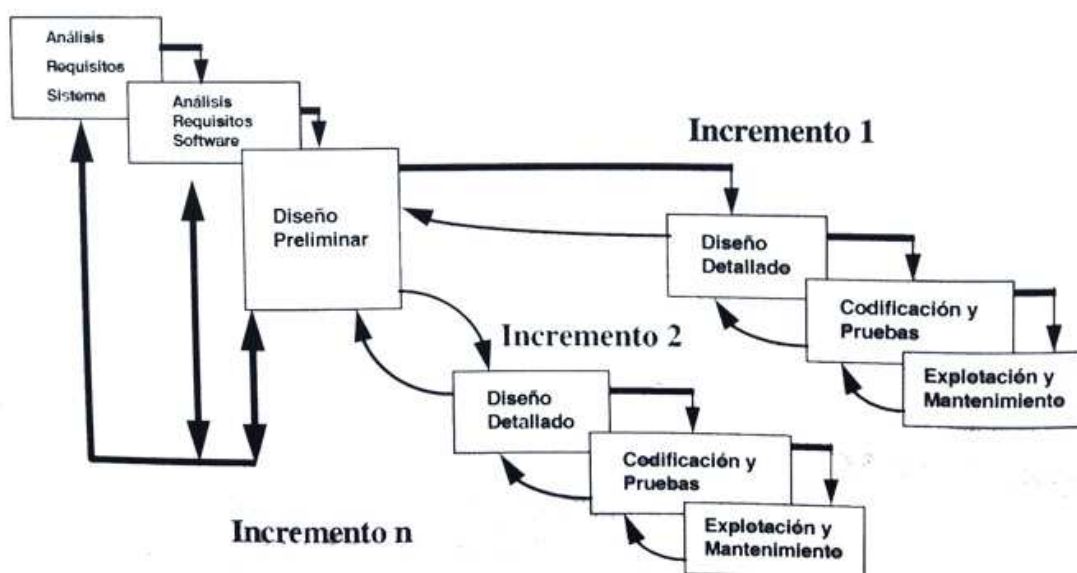 Análisis
Requisitos
Sistema
Análisis
Requisitos
Software
Diseño
Preliminar
Incremento 1
Diseño
Detallado
Codificación y
Pruebas
Explotación y
Mantenimiento
Incremento 2
Diseño
Detallado
Codificación y
Pruebas
Explotación y
Mantenimiento
Incremento n